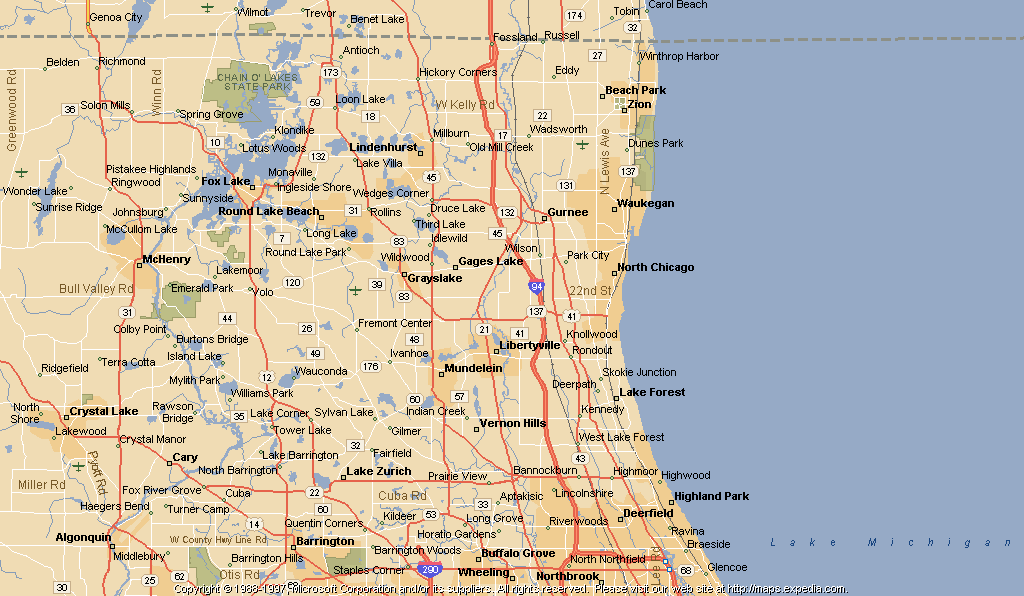 Carol Beach
Genoa City
Wilmot
Trevor
Benet Lake
174
Tobin
32
Fossland
Russell
Antioch
27
Winthrop Harbor
Belden
Richmond
173
Hickory Corners
Eddy
CHAIN O' LAKES
STATE PARK
Greenwood Rd
Winn Rd
Beach Park
Zion
36
Solon Mills
59
Loon Lake
W Kelly Rd
Spring Grove
18
22
Klondike
Millburn
17
Wadsworth
10
Lotus Woods
Lindenhurst
Old Mill Creek
N Lewis Ave
Dunes Park
132
Lake Villa
Pistakee Highlands
Monaville
137
Fox Lake
Ringwood
Ingleside Shore
45
131
Wonder Lake
Wedges Corner
Sunnyside
Sunrise Ridge
Johnsburg
Round Lake Beach
31
Rollins
Druce Lake
132
Gurnee
Waukegan
McCullom Lake
7
Long Lake
Third Lake
45
83
Idlewild
Wilson
Round Lake Park
Wildwood
Park City
McHenry
Gages Lake
North Chicago
Lakemoor
Grayslake
Bull Valley Rd
Emerald Park
Volo
120
39
94
22nd St
83
31
44
137
41
Colby Point
26
Fremont Center
21
41
Knollwood
Burtons Bridge
48
Libertyville
Island Lake
49
Ivanhoe
Rondout
Terra Cotta
176
Ridgefield
Mundelein
Wauconda
Skokie Junction
Mylith Park
12
Deerpath
Williams Park
Lake Forest
60
57
North
Shore
Crystal Lake
Rawson
Bridge
35
Lake Corner
Sylvan Lake
Indian Creek
Kennedy
Vernon Hills
Lakewood
Tower Lake
Gilmer
Crystal Manor
West Lake Forest
32
Cary
Lake Barrington
Fairfield
43
Pyott Rd
North Barrington
Lake Zurich
Bannockburn
Highmoor
Highwood
Miller Rd
Prairie View
Fox River Grove
Cuba
22
Cuba Rd
Aptakisic
Lincolnshire
Highland Park
Haegers Bend
Turner Camp
60
33
14
Quentin Corners
Kildeer
53
Long Grove
Riverwoods
Deerfield
Algonquin
W County Hwy Line Rd
Horatio Gardens
Ravina
Barrington
Braeside
Lake Michigan
Middlebury
Barrington Hills
Barrington Woods
Buffalo Grove
North Northfield
Lee Rd
Glencoe
30
25
62
Otis Rd
Staples Corner
290
Wheeling
Northbrook
68
Copyright © 1988-1997, Microsoft Corporation and/or its suppliers. All rights reserved. Please visit our web site at http://maps.expedia.com.